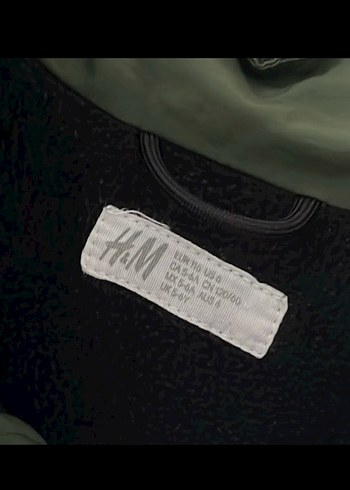 H&M
EUR 116 US 6
CA 5-6A CN 120/60
MX 5-6A AUS 6
UK 5-6Y